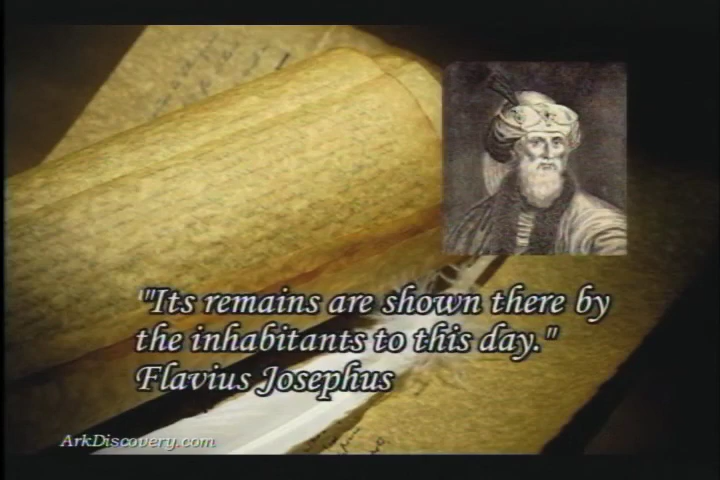 "Its remains are shown there by
the inhabitants to this day."
Flavius Josephus
ArkDiscovery.com